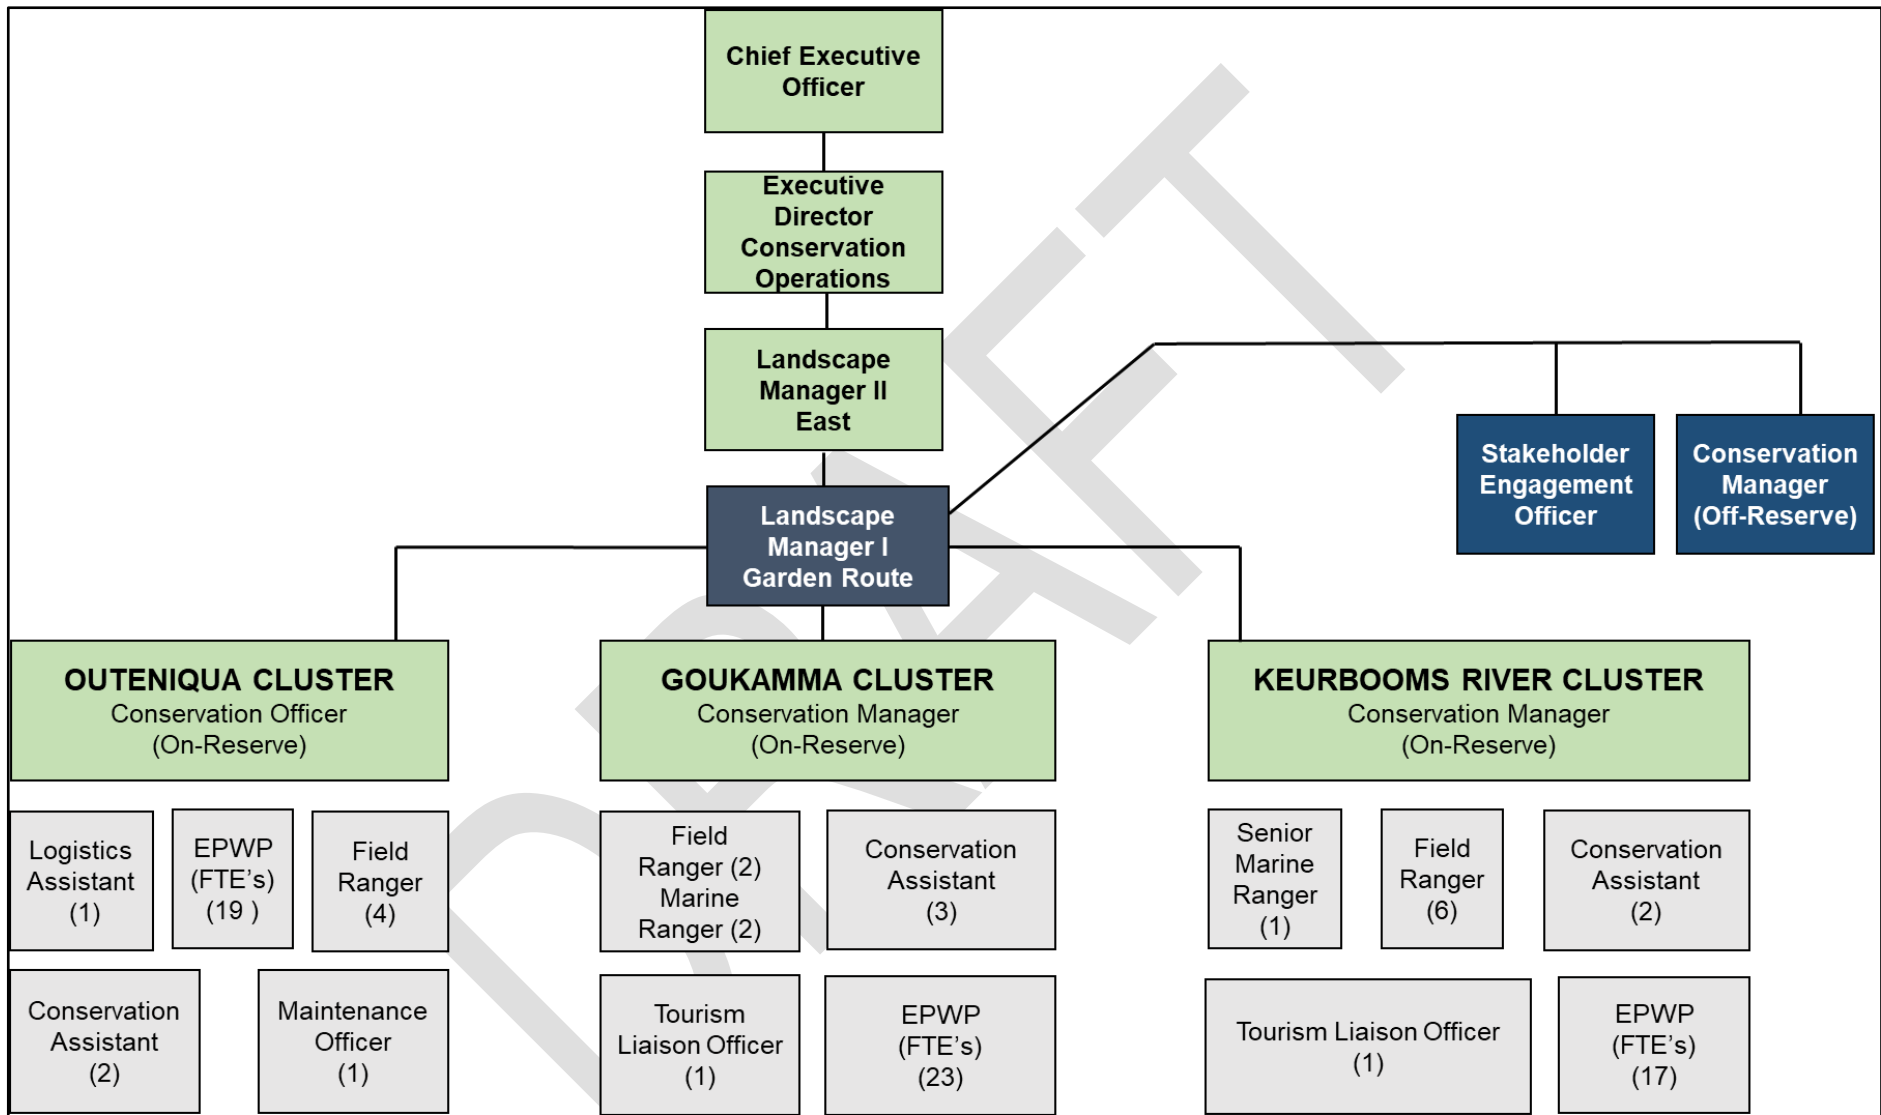 Chief Executive
Officer
Executive
Director
Conservation
Operations
Landscape
Manager II
East
Stakeholder
Engagement
Officer
Conservation
Manager
(Off-Reserve)
Landscape
Manager I
Garden Route
OUTENIQUA CLUSTER
Conservation Officer
(On-Reserve)
GOUKAMMA CLUSTER
Conservation Manager
(On-Reserve)
KEURBOOMS RIVER CLUSTER
Conservation Manager
(On-Reserve)
Logistics
Assistant
(1)
EPWP
(FTE’s)
(19 )
Field
Ranger
(4)
Conservation
Assistant
(2)
Maintenance
Officer
(1)
Field
Ranger (2)
Marine
Ranger (2)
Conservation
Assistant
(3)
Tourism
Liaison Officer
(1)
EPWP
(FTE’s)
(23)
Senior
Marine
Ranger
(1)
Field
Ranger
(6)
Conservation
Assistant
(2)
Tourism Liaison Officer
(1)
EPWP
(FTE’s)
(17)
DRAFT